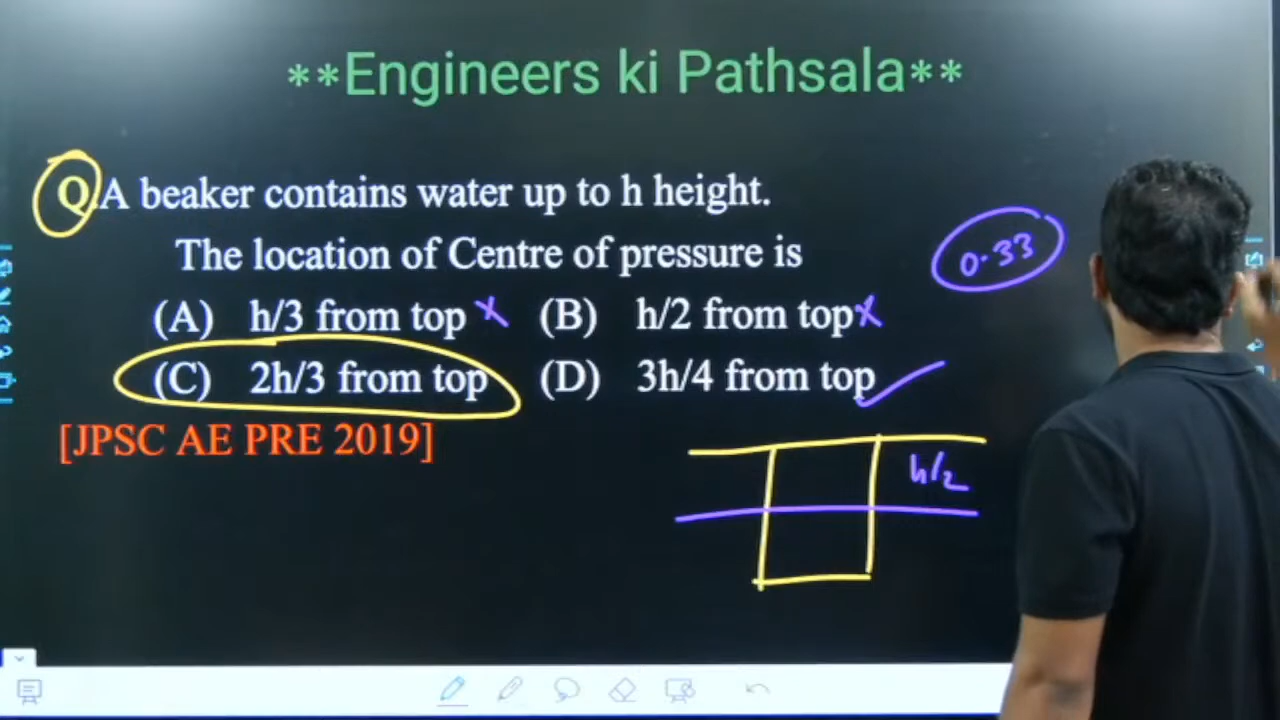 **Engineers ki Pathsala**
Q.A beaker contains water up to h height.
The location of Centre of pressure is
0.33
(A) h/3 from top x (B) h/2 from top x
(C) 2h/3 from top (D) 3h/4 from top
[JPSC AE PRE 2019]
h/2